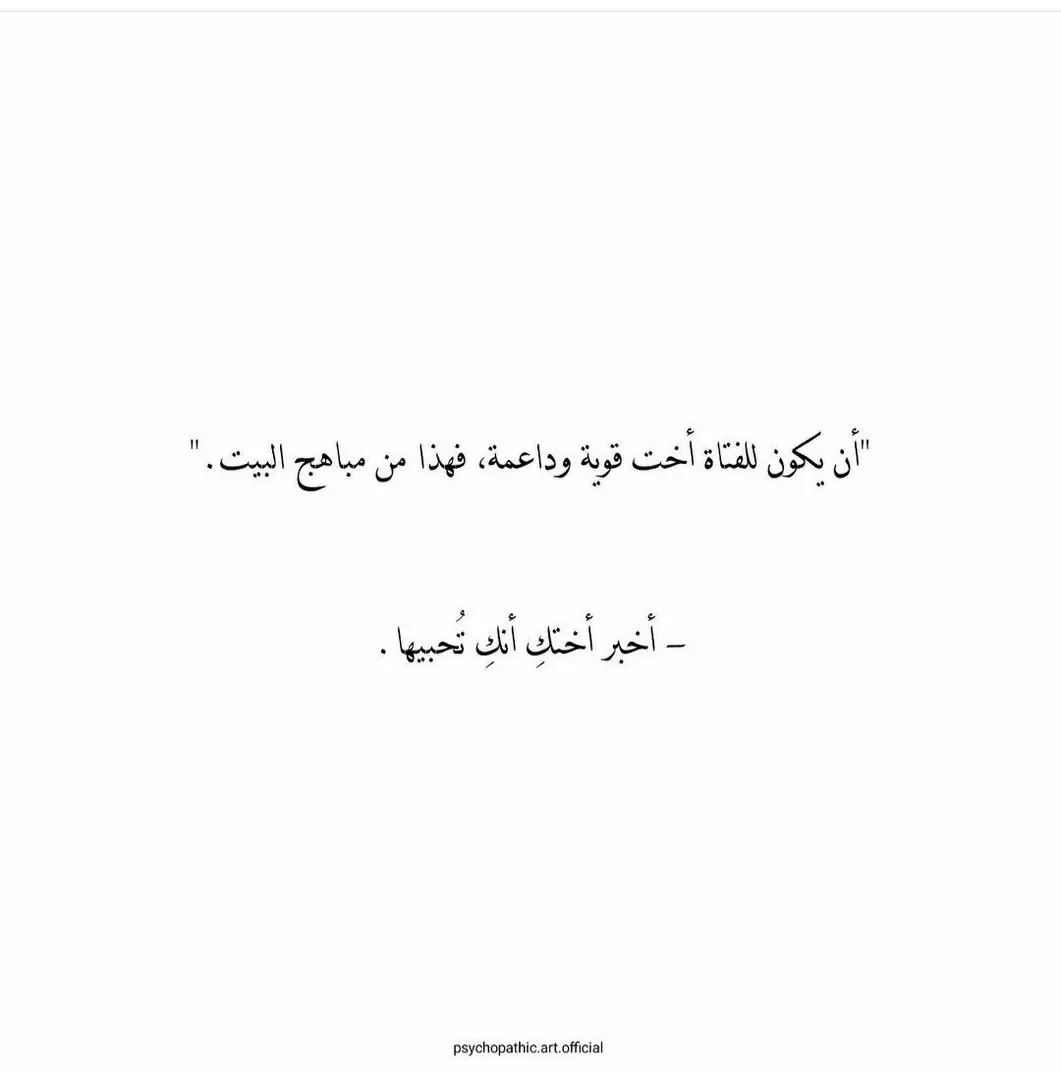 "أن يكون للفتاة أخت قوية وداعمة، فهذا من مباهج البيت ."
– أخبر أختكِ أنكِ تُحبيها .
psychopathic.art.official